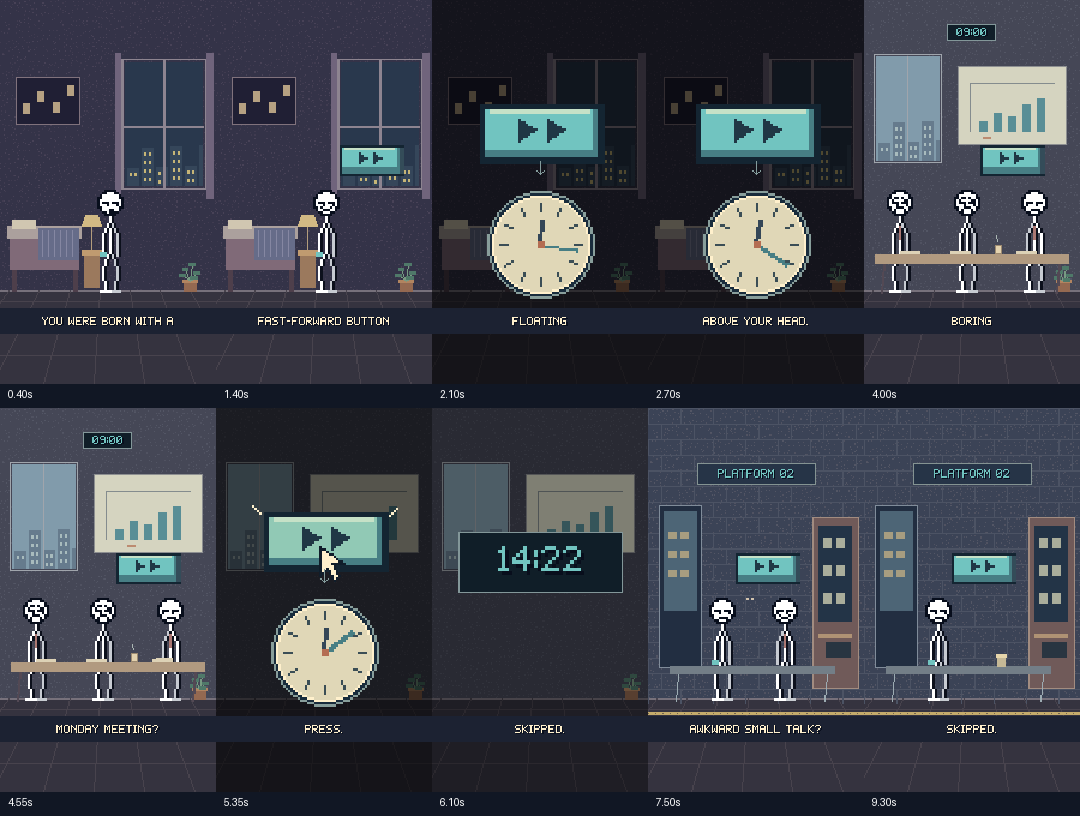 09:00
YOU WERE BORN WITH A
FAST-FORWARD BUTTON
FLOATING
ABOVE YOUR HEAD.
BORING
0.40s
1.40s
2.10s
2.70s
4.00s
09:00
14:22
PLATFORM 02
PLATFORM 02
MONDAY MEETING?
PRESS.
SKIPPED.
AWKWARD SMALL TALK?
SKIPPED.
4.55s
5.35s
6.10s
7.50s
9.30s